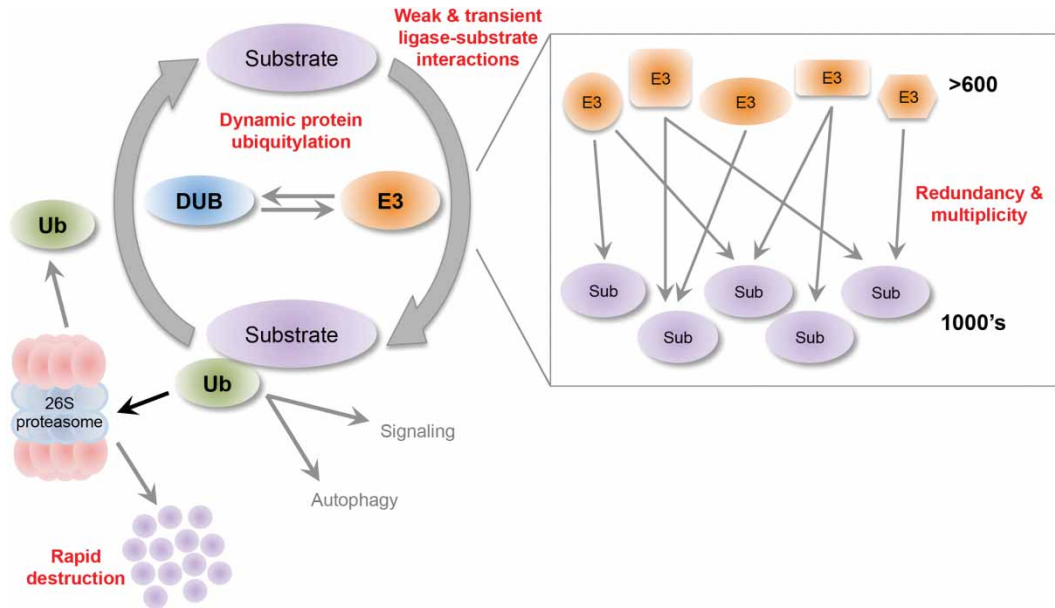 Weak & transient
ligase-substrate
interactions
Substrate
Dynamic protein
ubiquitylation
DUB
E3
Ub
Substrate
Ub
26S
proteasome
Signaling
Autophagy
Rapid
destruction
E3
E3
E3
E3
E3
>600
Redundancy &
multiplicity
Sub
Sub
Sub
Sub
Sub
1000's